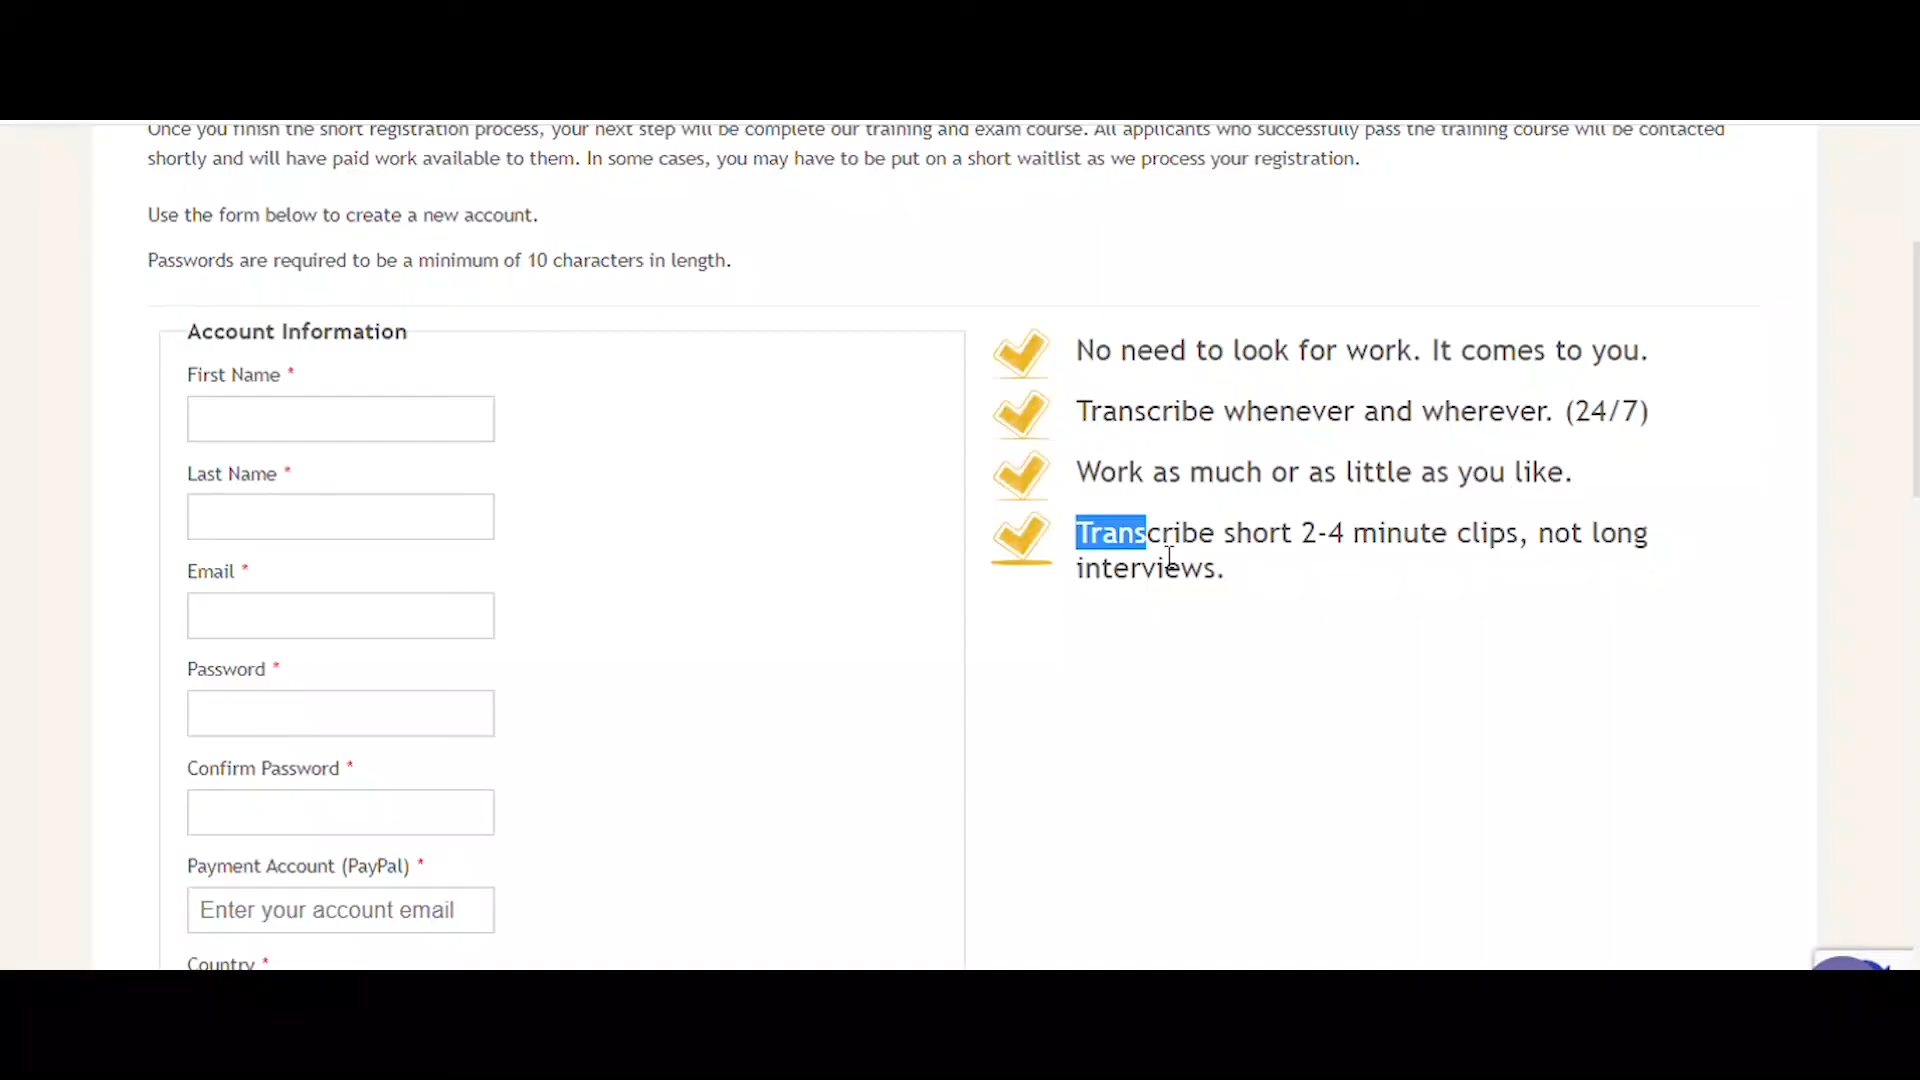 Once you finish the short registration process, your next step will be complete our training and exam course. All applicants who successfully pass the training course will be contacted
shortly and will have paid work available to them. In some cases, you may have to be put on a short waitlist as we process your registration.
Use the form below to create a new account.
Passwords are required to be a minimum of 10 characters in length.
Account Information
First Name *
Last Name *
Email *
Password *
Confirm Password *
Payment Account (PayPal) *
Enter your account email
Country *
No need to look for work. It comes to you.
Transcribe whenever and wherever. (24/7)
Work as much or as little as you like.
Transcribe short 2-4 minute clips, not long
interviews.